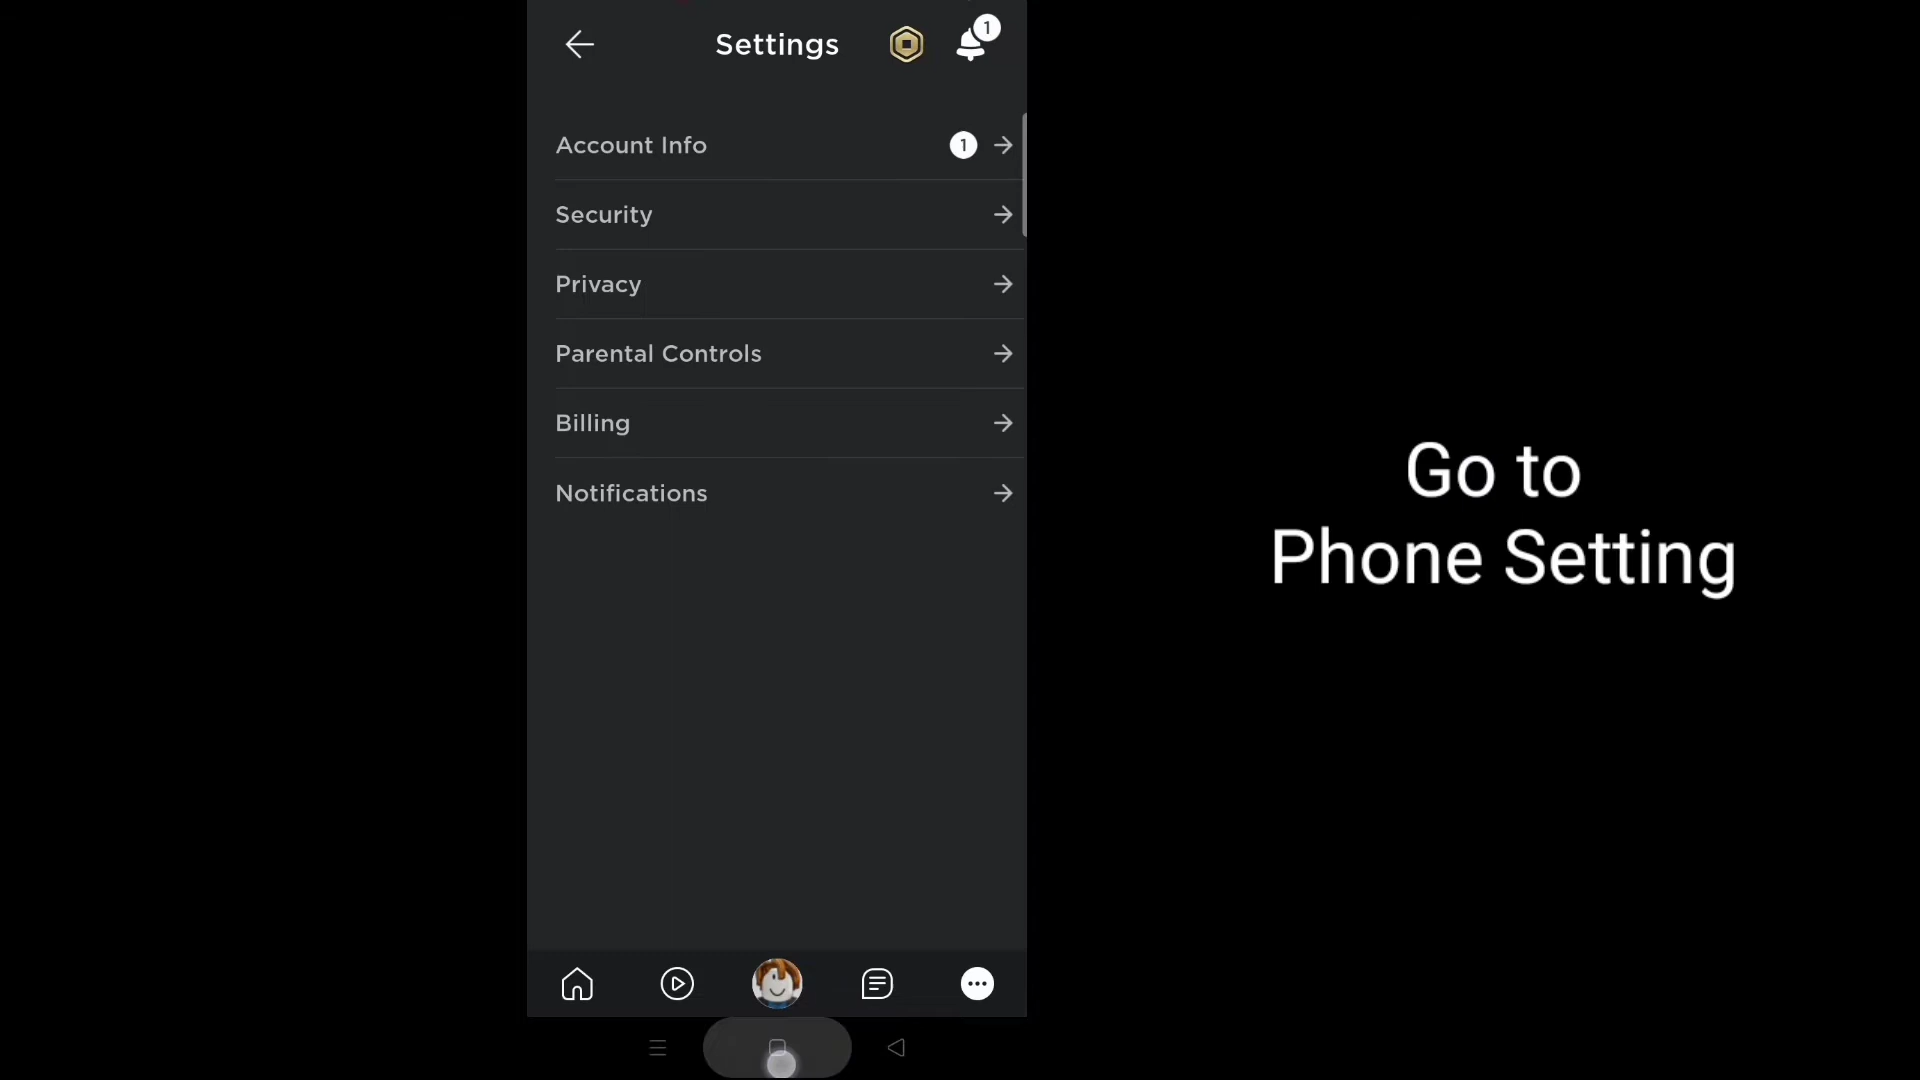 Settings
1
Account Info
1
Security
Privacy
Parental Controls
Billing
Notifications
Go to
Phone Setting